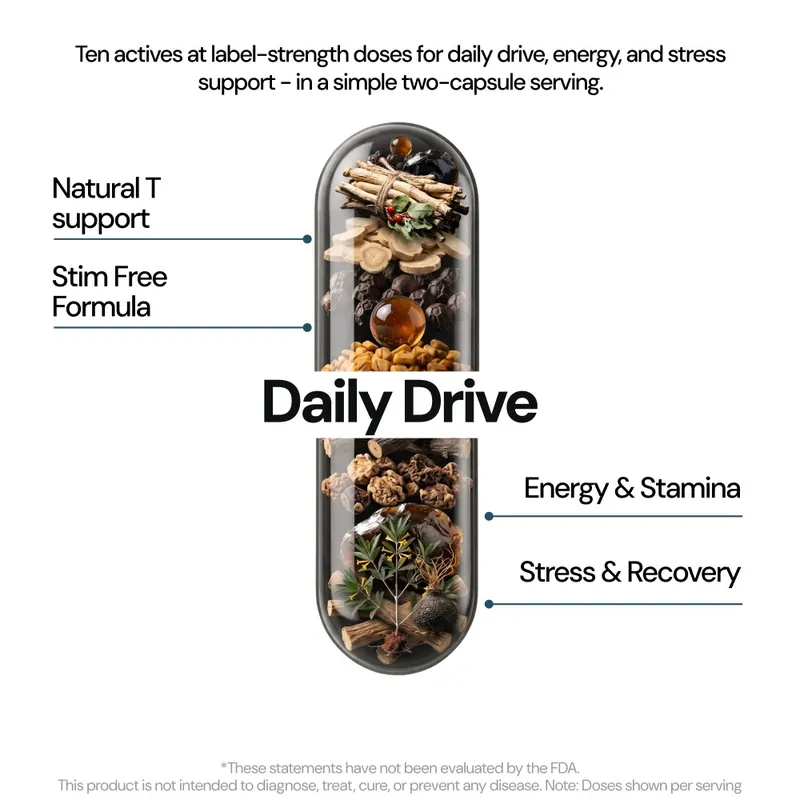 Ten actives at label-strength doses for daily drive, energy, and stress
support - in a simple two-capsule serving.
Natural T
support
Stim Free
Formula
Daily Drive
Energy & Stamina
Stress & Recovery
*These statements have not been evaluated by the FDA.
This product is not intended to diagnose, treat, cure, or prevent any disease. Note: Doses shown per serving